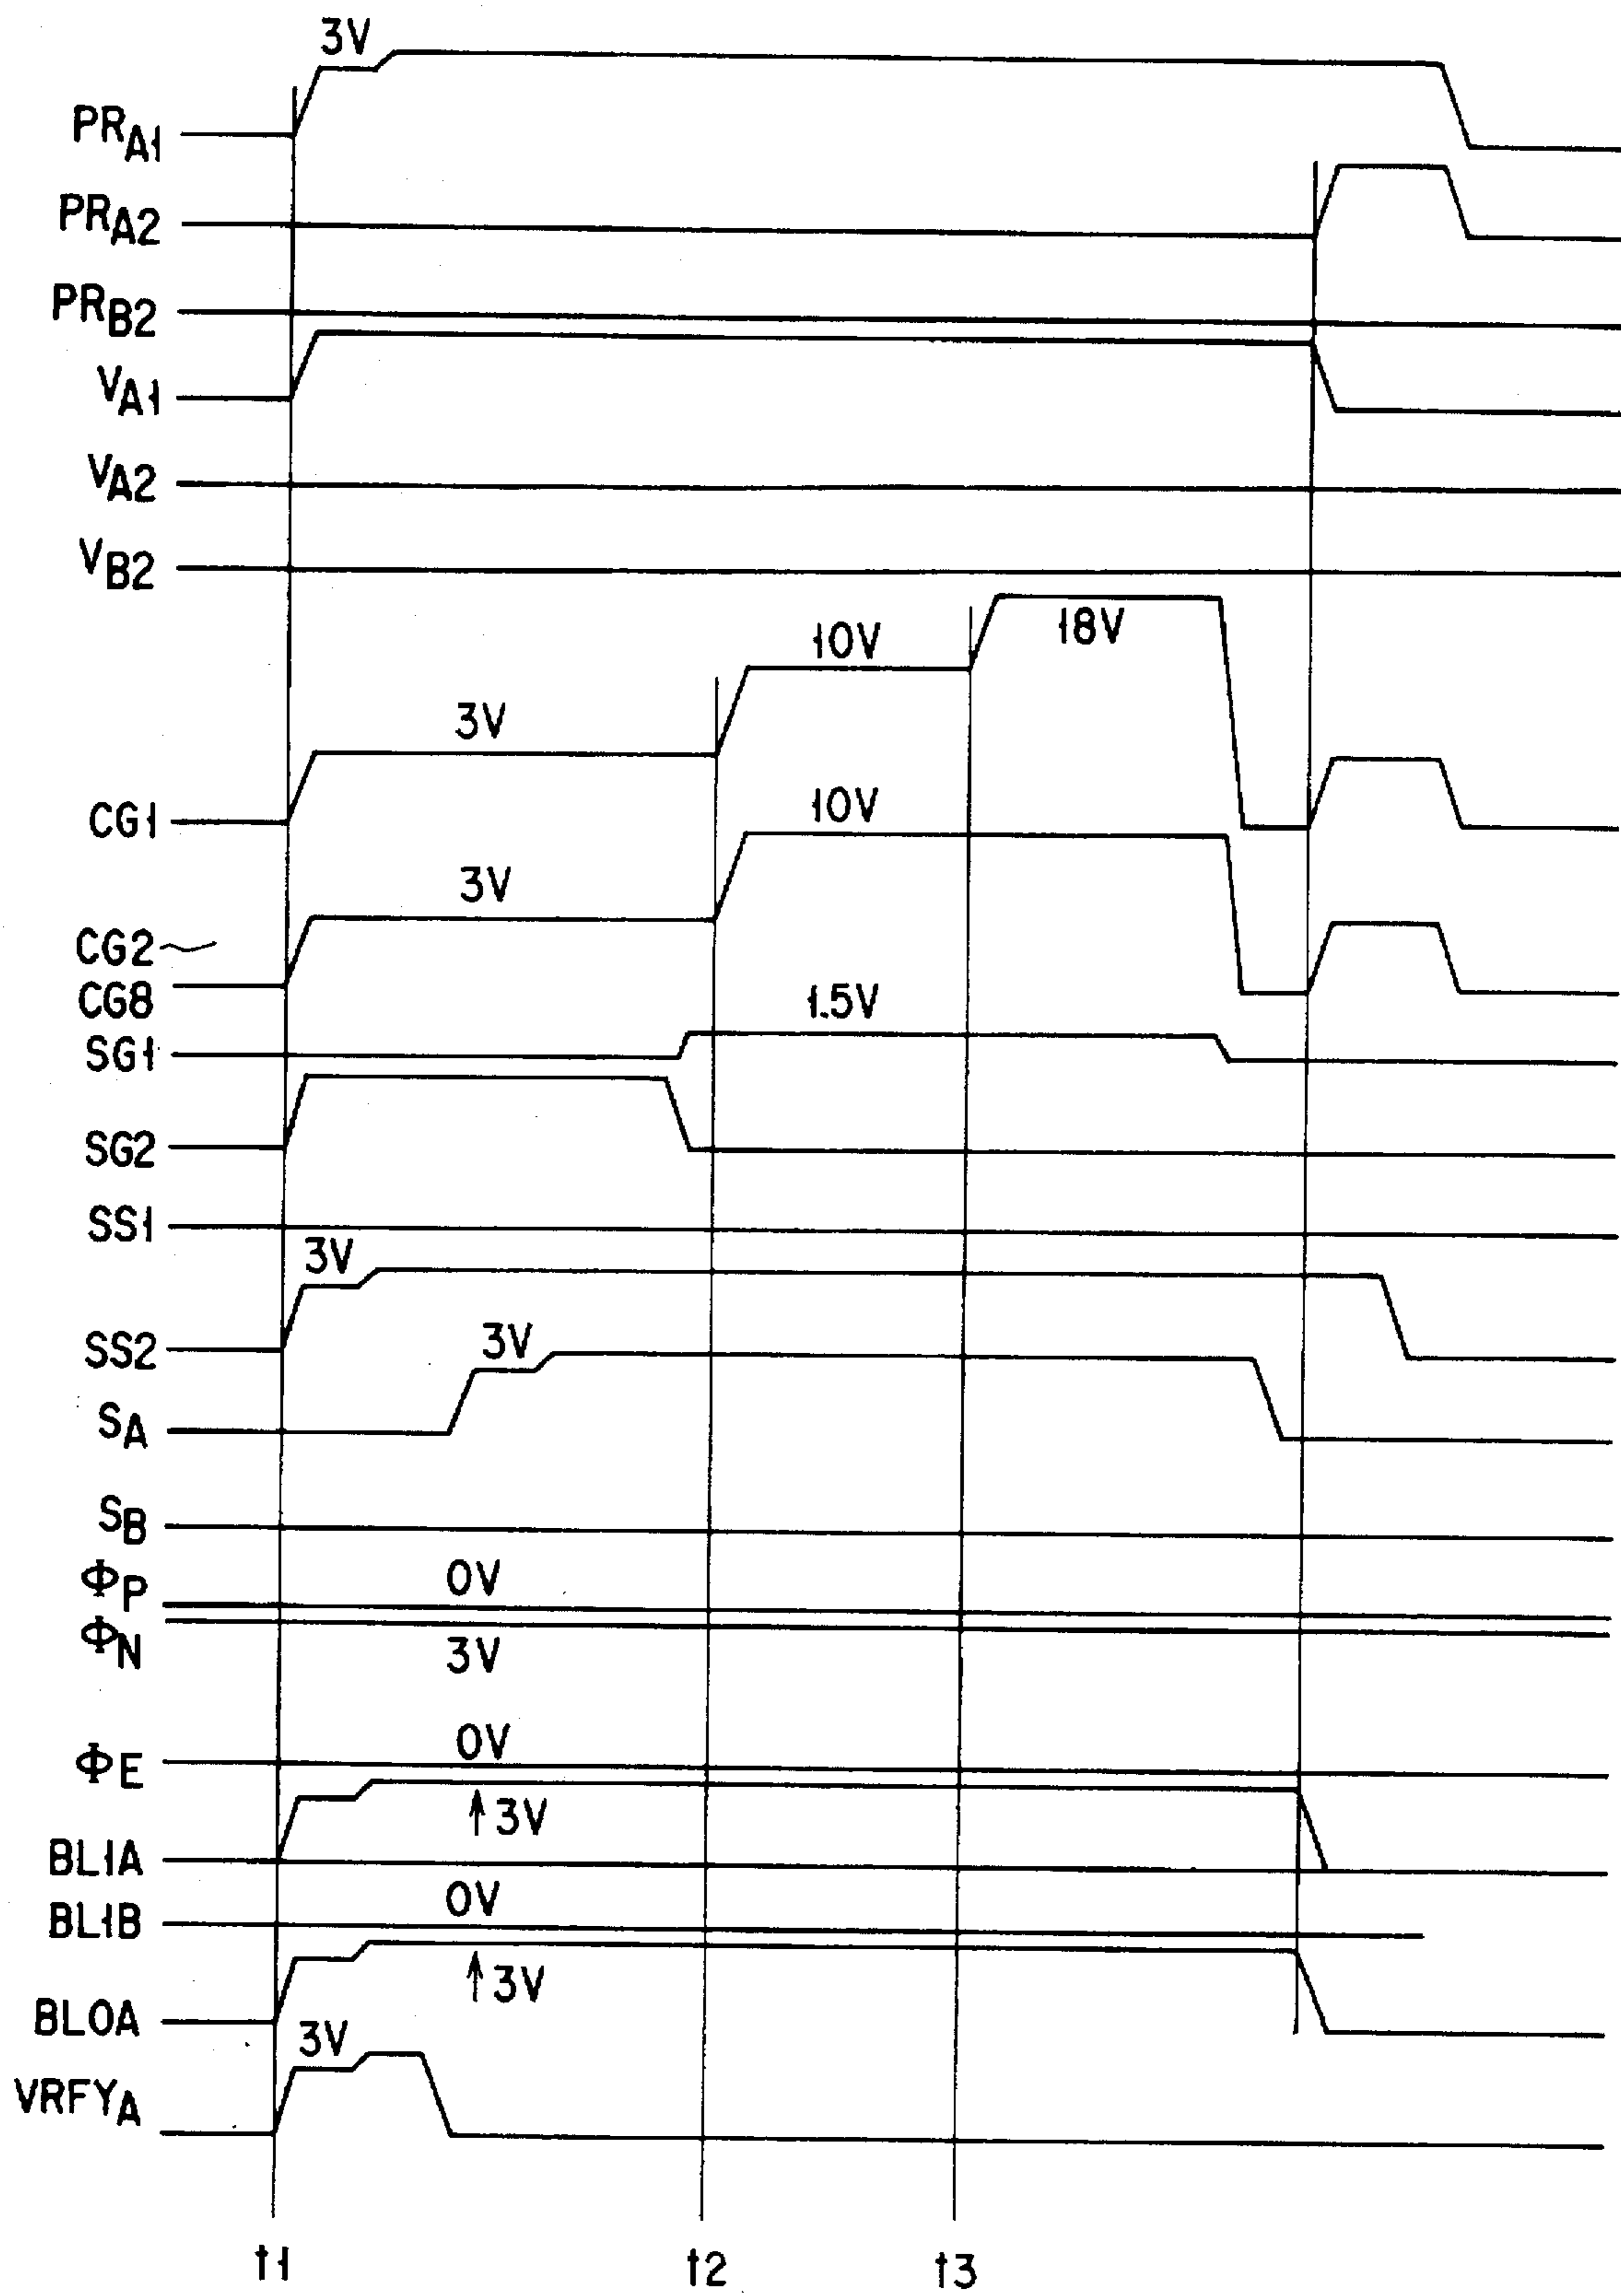 3V
PRA1
PRA2
PRB2
VA1
VA2
VB2
10V
18V
3V
CG1
10V
3V
CG2~
CG8
1.5V
SG1
SG2
SS1
3V
SS2
3V
SA
SB
ΦP
0V
ΦN
3V
ΦE
0V
↑3V
BL1A
0V
BL1B
↑3V
BL0A
3V
VRFYA
t1 t2 t3